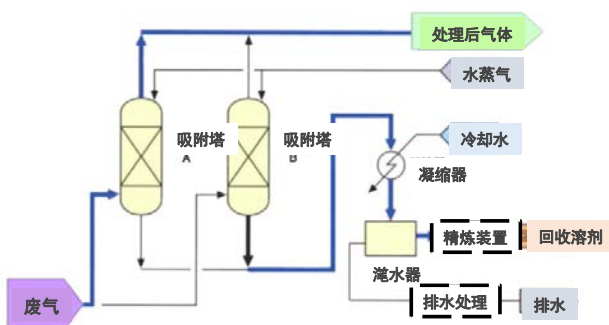 处理后气体
水蒸气
吸附塔
A
吸附塔
B
冷却水
凝缩器
精炼装置
回收溶剂
滗水器
废气
排水处理
排水